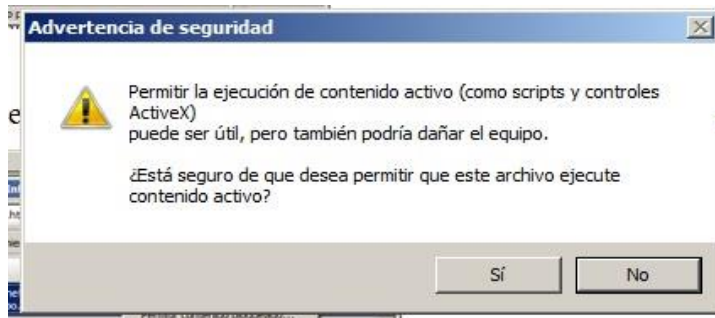 Advertencia de seguridad
Permitir la ejecución de contenido activo (como scripts y controles
ActiveX)
puede ser útil, pero también podría dañar el equipo.
¿Está seguro de que desea permitir que este archivo ejecute
contenido activo?
Sí No